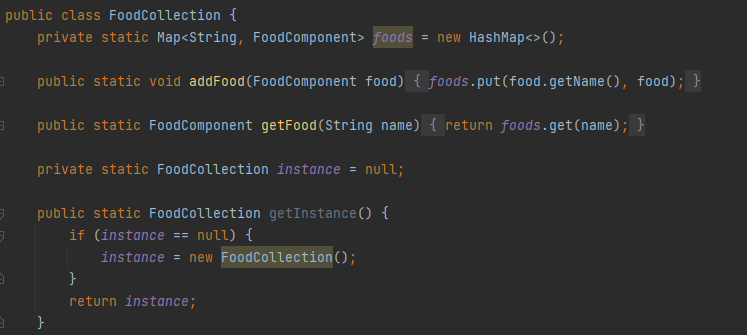 public class FoodCollection {
    private static Map<String, FoodComponent> foods = new HashMap<>();
    public static void addFood(FoodComponent food) { foods.put(food.getName(), food); }
    public static FoodComponent getFood(String name) { return foods.get(name); }
    private static FoodCollection instance = null;
    public static FoodCollection getInstance() {
        if (instance == null) {
            instance = new FoodCollection();
        }
        return instance;
    }